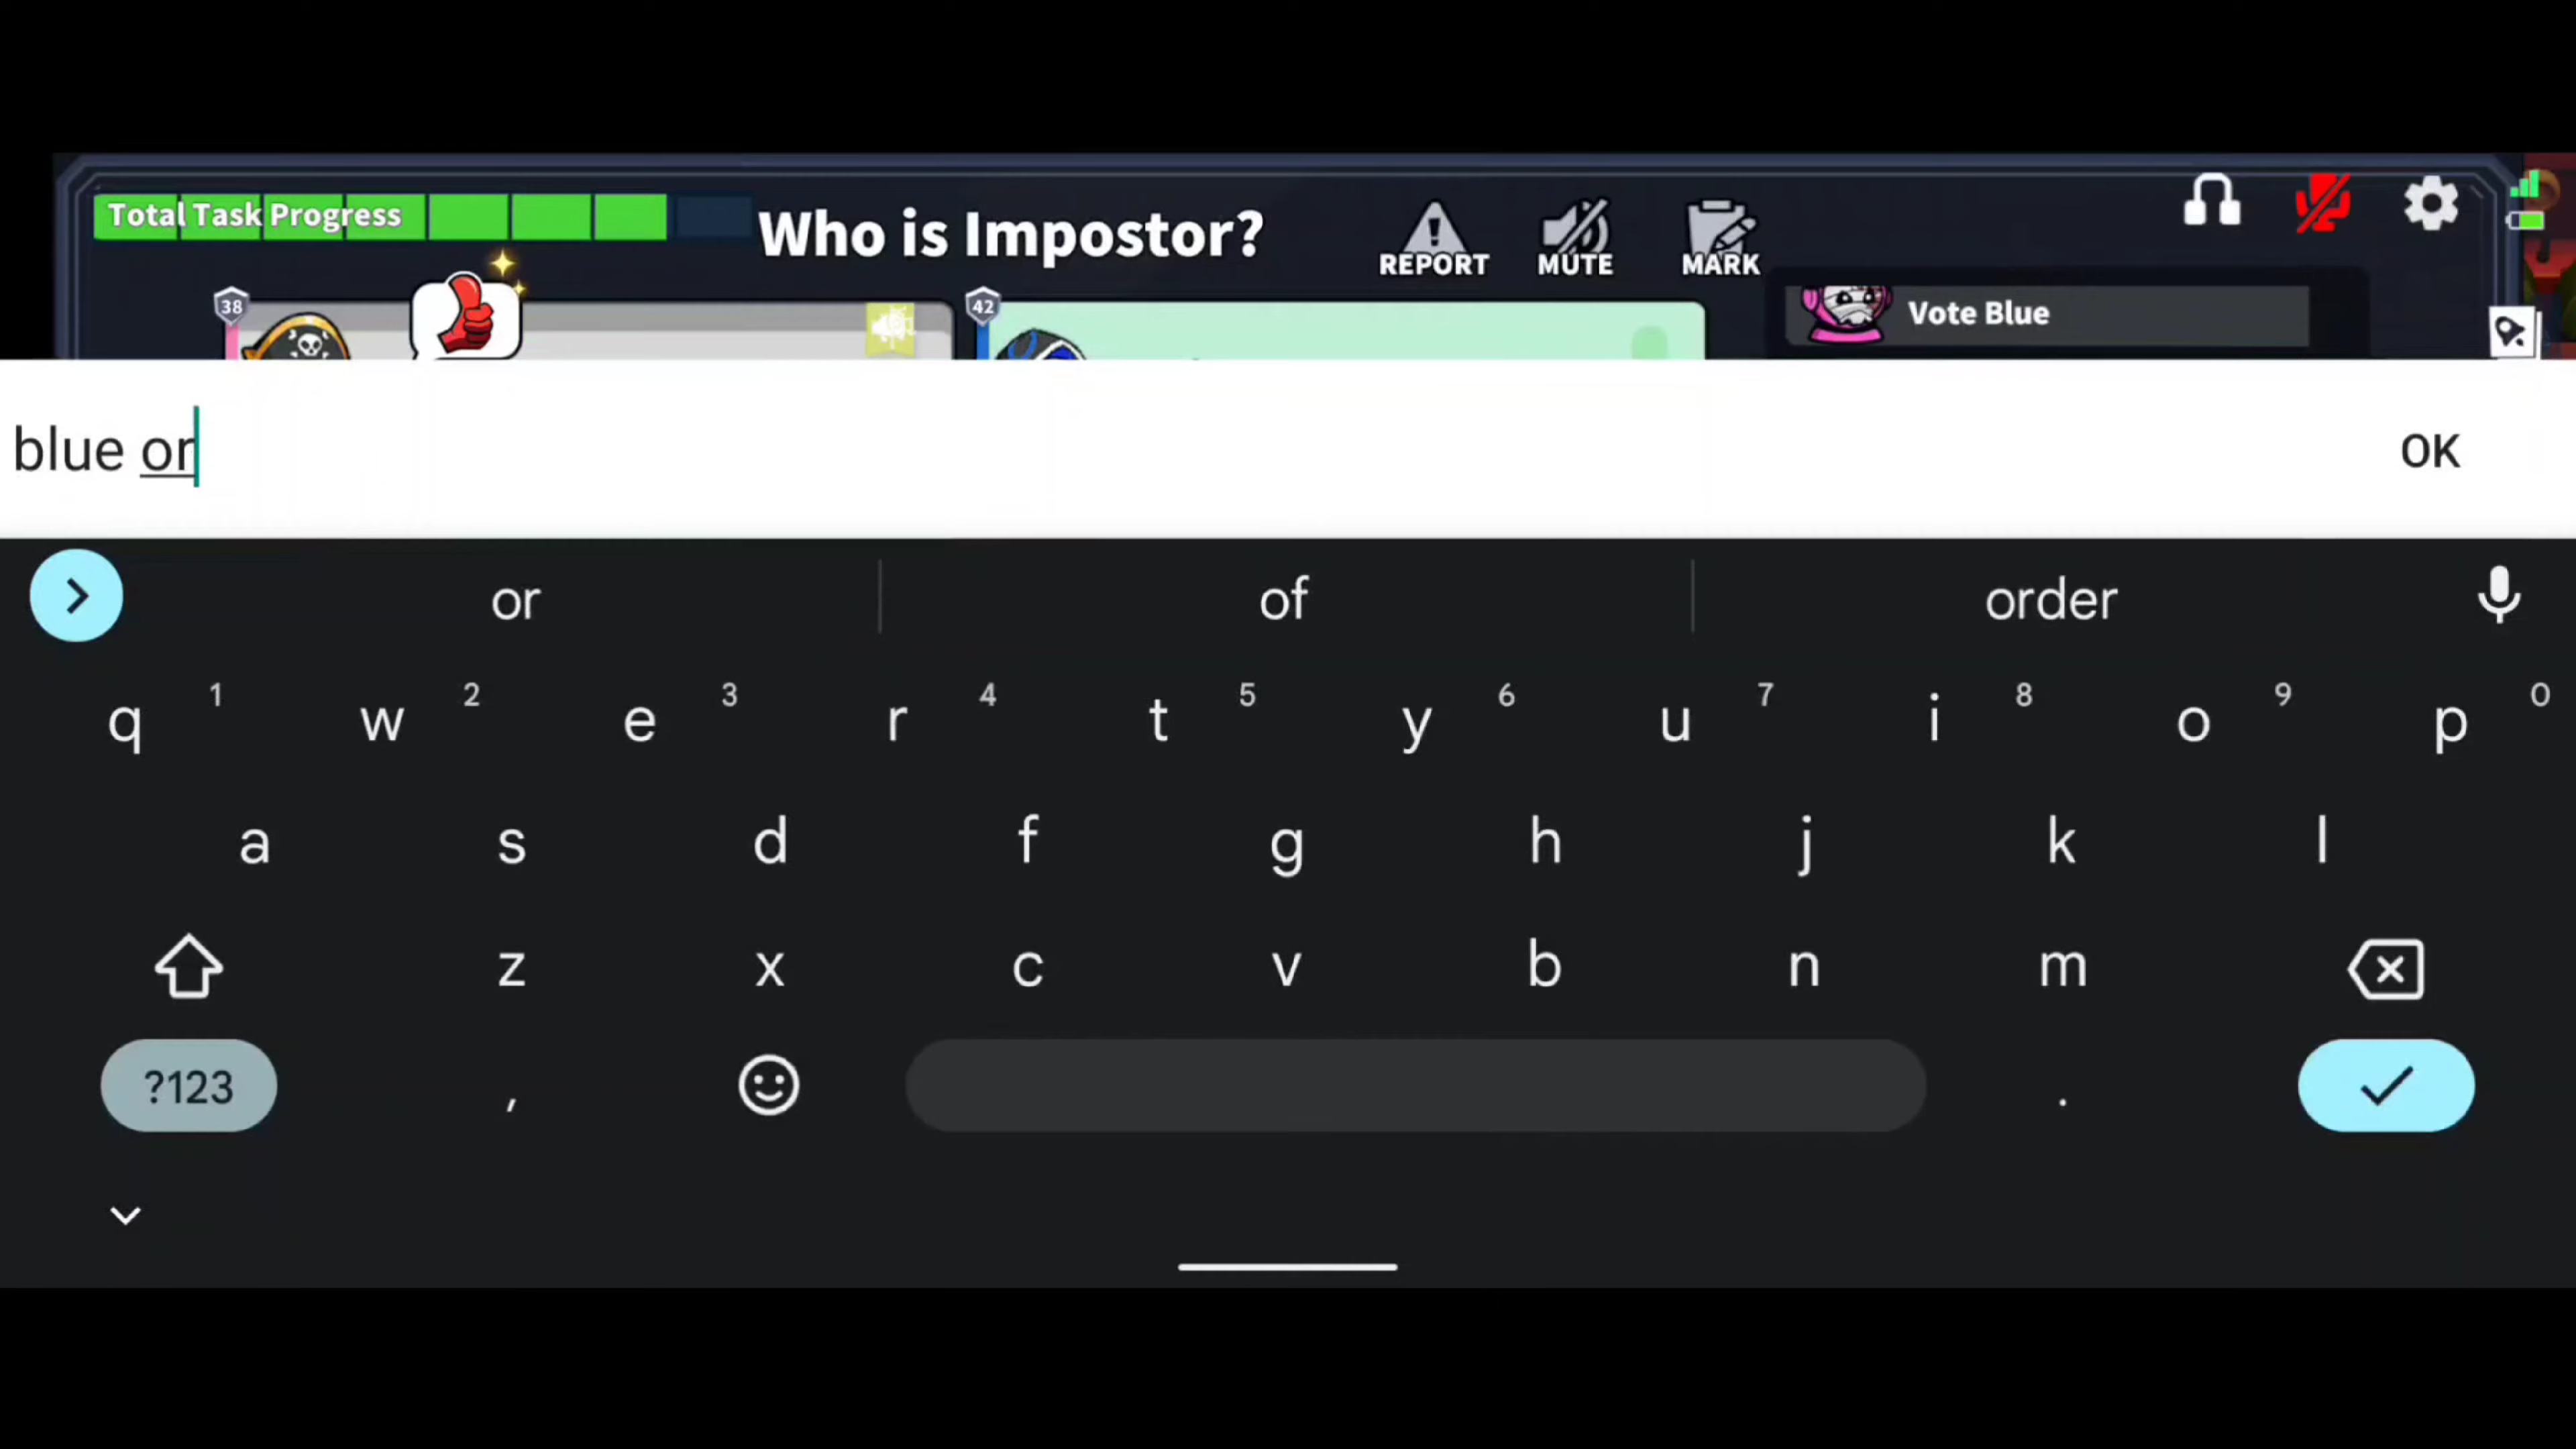 Total Task Progress
Who is Impostor?
REPORT
MUTE
MARK
38
42
Vote Blue
blue or
OK
or
of
order
q 1 w 2 e 3 r 4 t 5 y 6 u 7 i 8 o 9 p 0
a s d f g h j k l
z x c v b n m
?123 , .